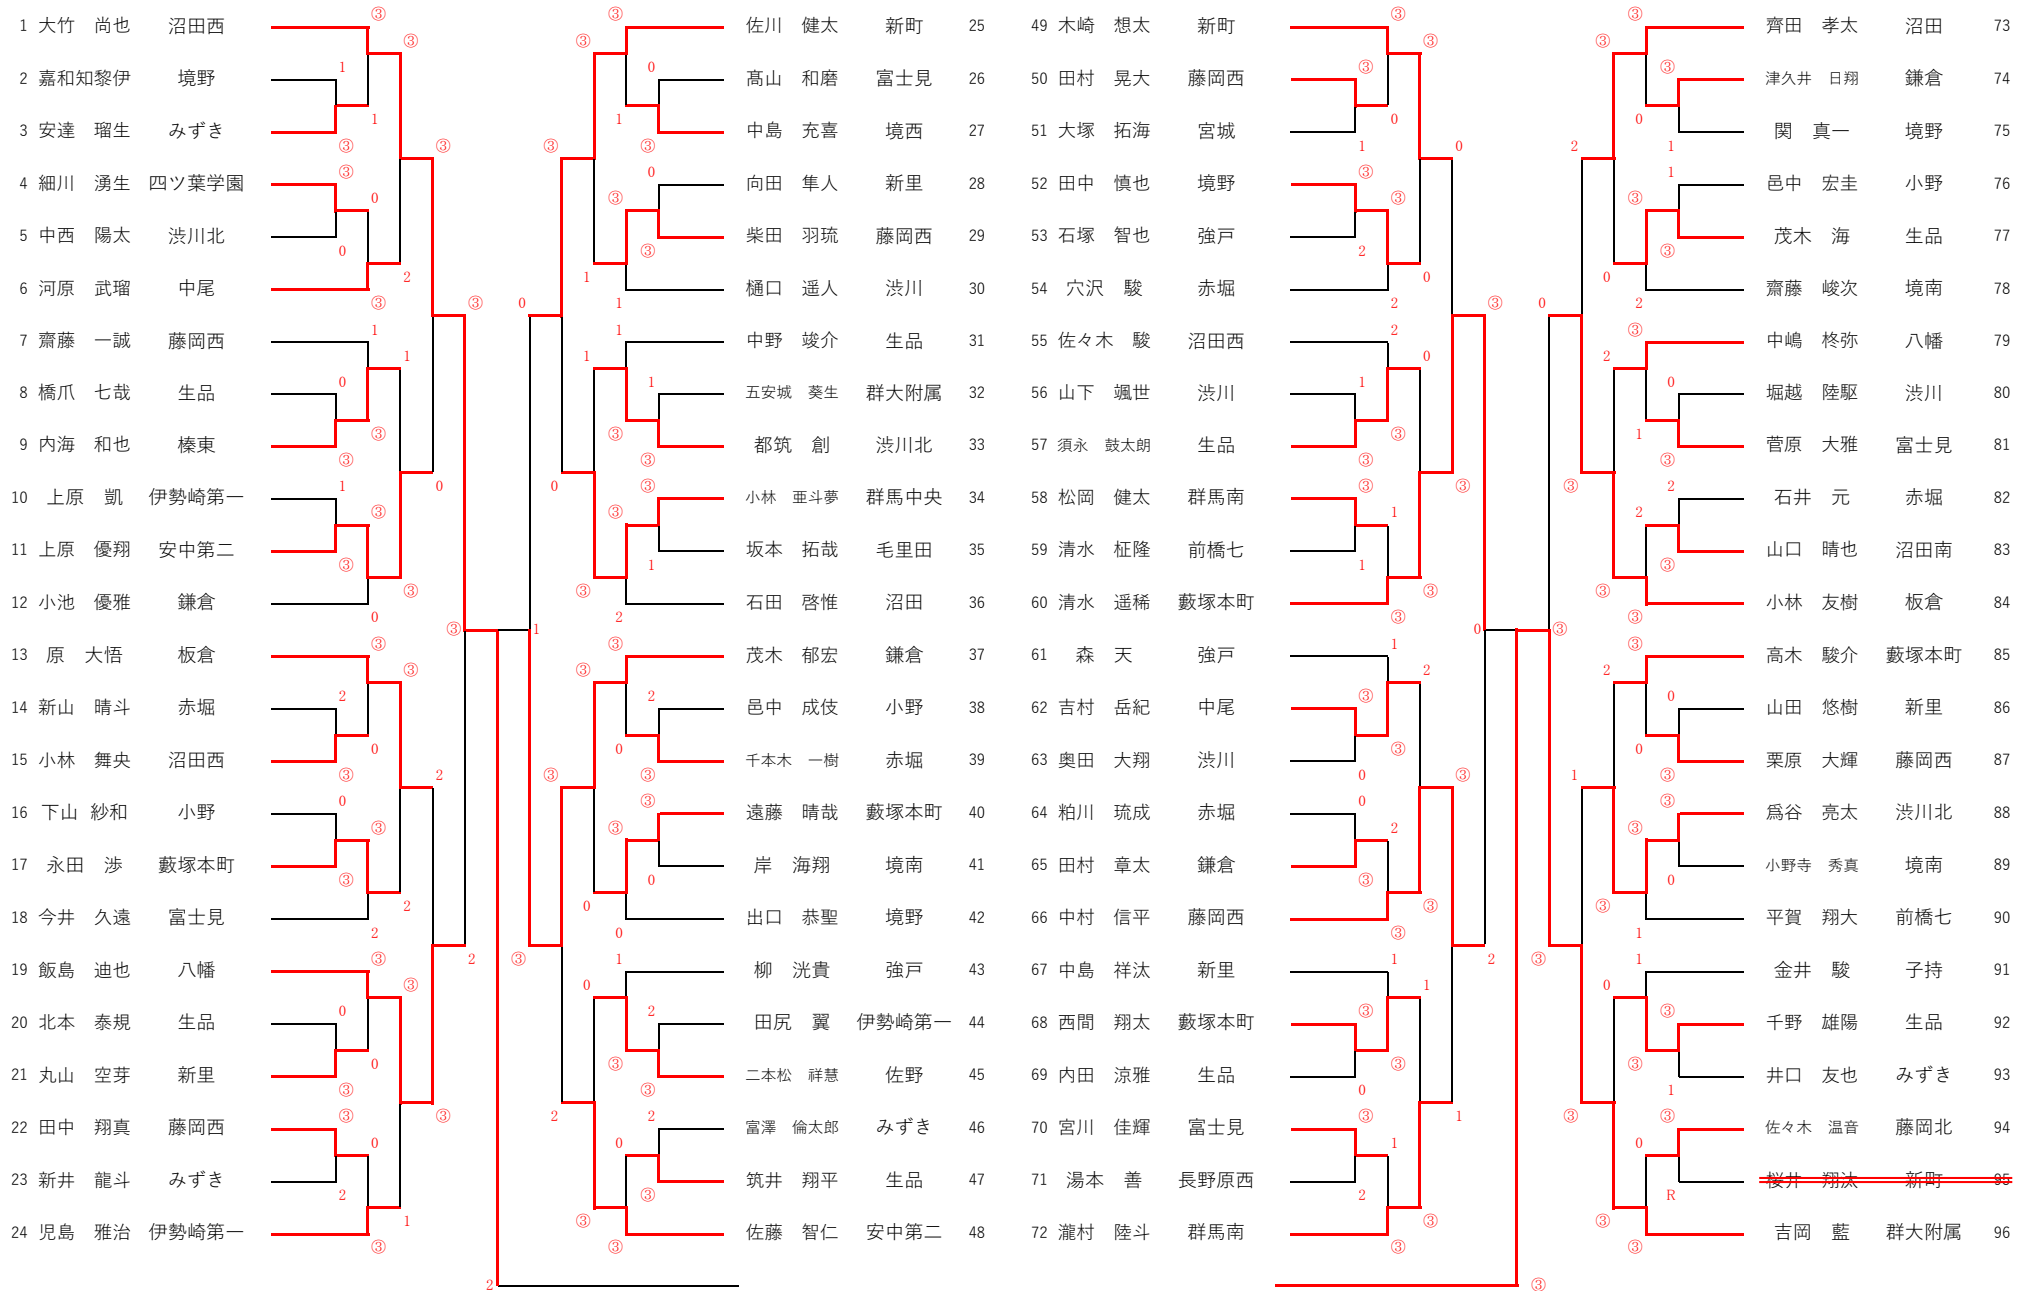 1 大竹 尚也 沼田西
2 嘉和知黎伊 境野
3 安達 瑠生 みずき
4 細川 湧生 四ツ葉学園
5 中西 陽太 渋川北
6 河原 武瑠 中尾
7 齋藤 一誠 藤岡西
8 橋爪 七哉 生品
9 内海 和也 榛東
10 上原 凱 伊勢崎第一
11 上原 優翔 安中第二
12 小池 優雅 鎌倉
13 原 大悟 板倉
14 新山 晴斗 赤堀
15 小林 舞央 沼田西
16 下山 紗和 小野
17 永田 渉 藪塚本町
18 今井 久遠 富士見
19 飯島 迪也 八幡
20 北本 泰規 生品
21 丸山 空芽 新里
22 田中 翔真 藤岡西
23 新井 龍斗 みずき
24 児島 雅治 伊勢崎第一
佐川 健太 新町 25
髙山 和磨 富士見 26
中島 充喜 境西 27
向田 隼人 新里 28
柴田 羽琉 藤岡西 29
樋口 遥人 渋川 30
中野 竣介 生品 31
五安城 葵生 群大附属 32
都筑 創 渋川北 33
小林 亜斗夢 群馬中央 34
坂本 拓哉 毛里田 35
石田 啓惟 沼田 36
茂木 郁宏 鎌倉 37
邑中 成伎 小野 38
千本木 一樹 赤堀 39
遠藤 晴哉 藪塚本町 40
岸 海翔 境南 41
出口 恭聖 境野 42
柳 洸貴 強戸 43
田尻 翼 伊勢崎第一 44
二本松 祥慧 佐野 45
富澤 倫太郎 みずき 46
筑井 翔平 生品 47
佐藤 智仁 安中第二 48
49 木崎 想太 新町
50 田村 晃大 藤岡西
51 大塚 拓海 宮城
52 田中 慎也 境野
53 石塚 智也 強戸
54 穴沢 駿 赤堀
55 佐々木 駿 沼田西
56 山下 颯世 渋川
57 須永 鼓太朗 生品
58 松岡 健太 群馬南
59 清水 柾隆 前橋七
60 清水 遥稀 藪塚本町
61 森 天 強戸
62 吉村 岳紀 中尾
63 奥田 大翔 渋川
64 粕川 琉成 赤堀
65 田村 章太 鎌倉
66 中村 信平 藤岡西
67 中島 祥汰 新里
68 西間 翔太 藪塚本町
69 内田 涼雅 生品
70 宮川 佳輝 富士見
71 湯本 善 長野原西
72 瀧村 陸斗 群馬南
齊田 孝太 沼田 73
津久井 日翔 鎌倉 74
関 真一 境野 75
邑中 宏圭 小野 76
茂木 海 生品 77
齋藤 峻次 境南 78
中嶋 柊弥 八幡 79
堀越 陸駆 渋川 80
菅原 大雅 富士見 81
石井 元 赤堀 82
山口 晴也 沼田南 83
小林 友樹 板倉 84
高木 駿介 藪塚本町 85
山田 悠樹 新里 86
栗原 大輝 藤岡西 87
爲谷 亮太 渋川北 88
小野寺 秀真 境南 89
平賀 翔大 前橋七 90
金井 駿 子持 91
千野 雄陽 生品 92
井口 友也 みずき 93
佐々木 温音 藤岡北 94
桜井 翔汰 新町 95
吉岡 藍 群大附属 96